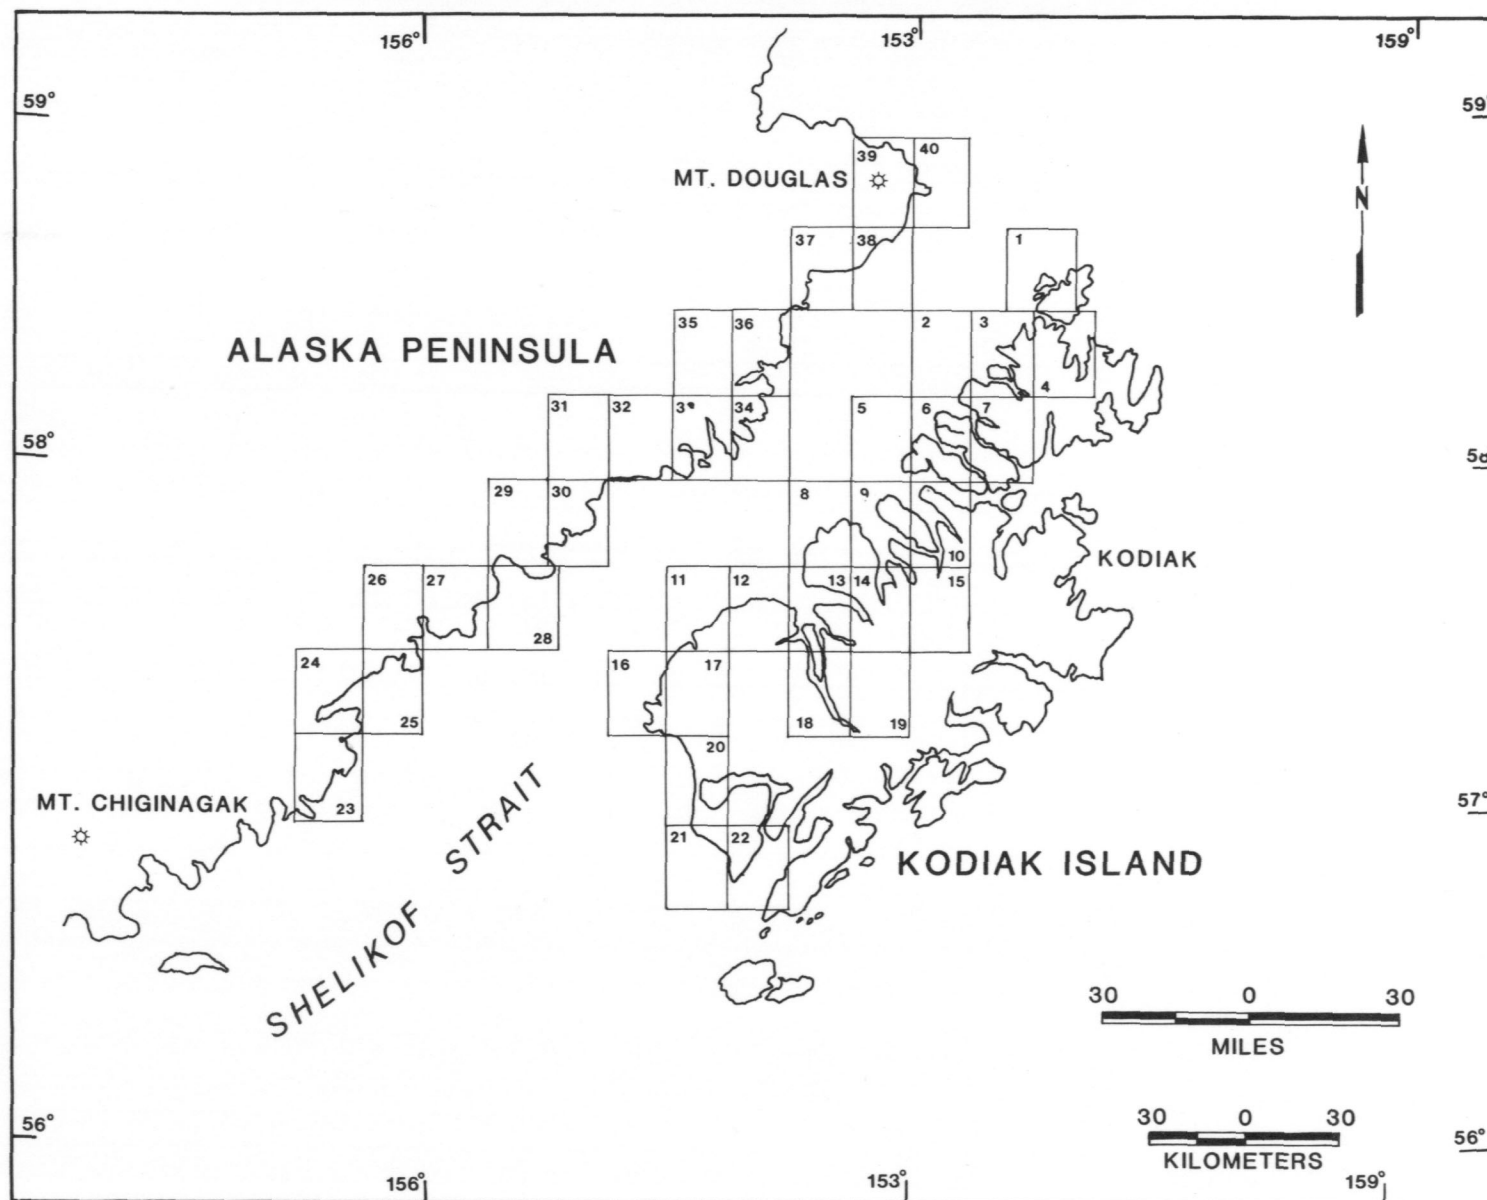 156° 153° 159°
59° 59°
39 40
MT. DOUGLAS
N
37 38 1
35 36 2 3
ALASKA PENINSULA
4
31 32 3 34 5 6 7
58°
29 30 8 9
10
KODIAK
26 27 11 12 13 14 15
28
24 16 17
25 18 19
20
MT. CHIGINAGAK 23
57°
21 22
SHELIKOF STRAIT
KODIAK ISLAND
30 0 30
MILES
30 0 30
KILOMETERS
56° 56°
156° 153° 159°